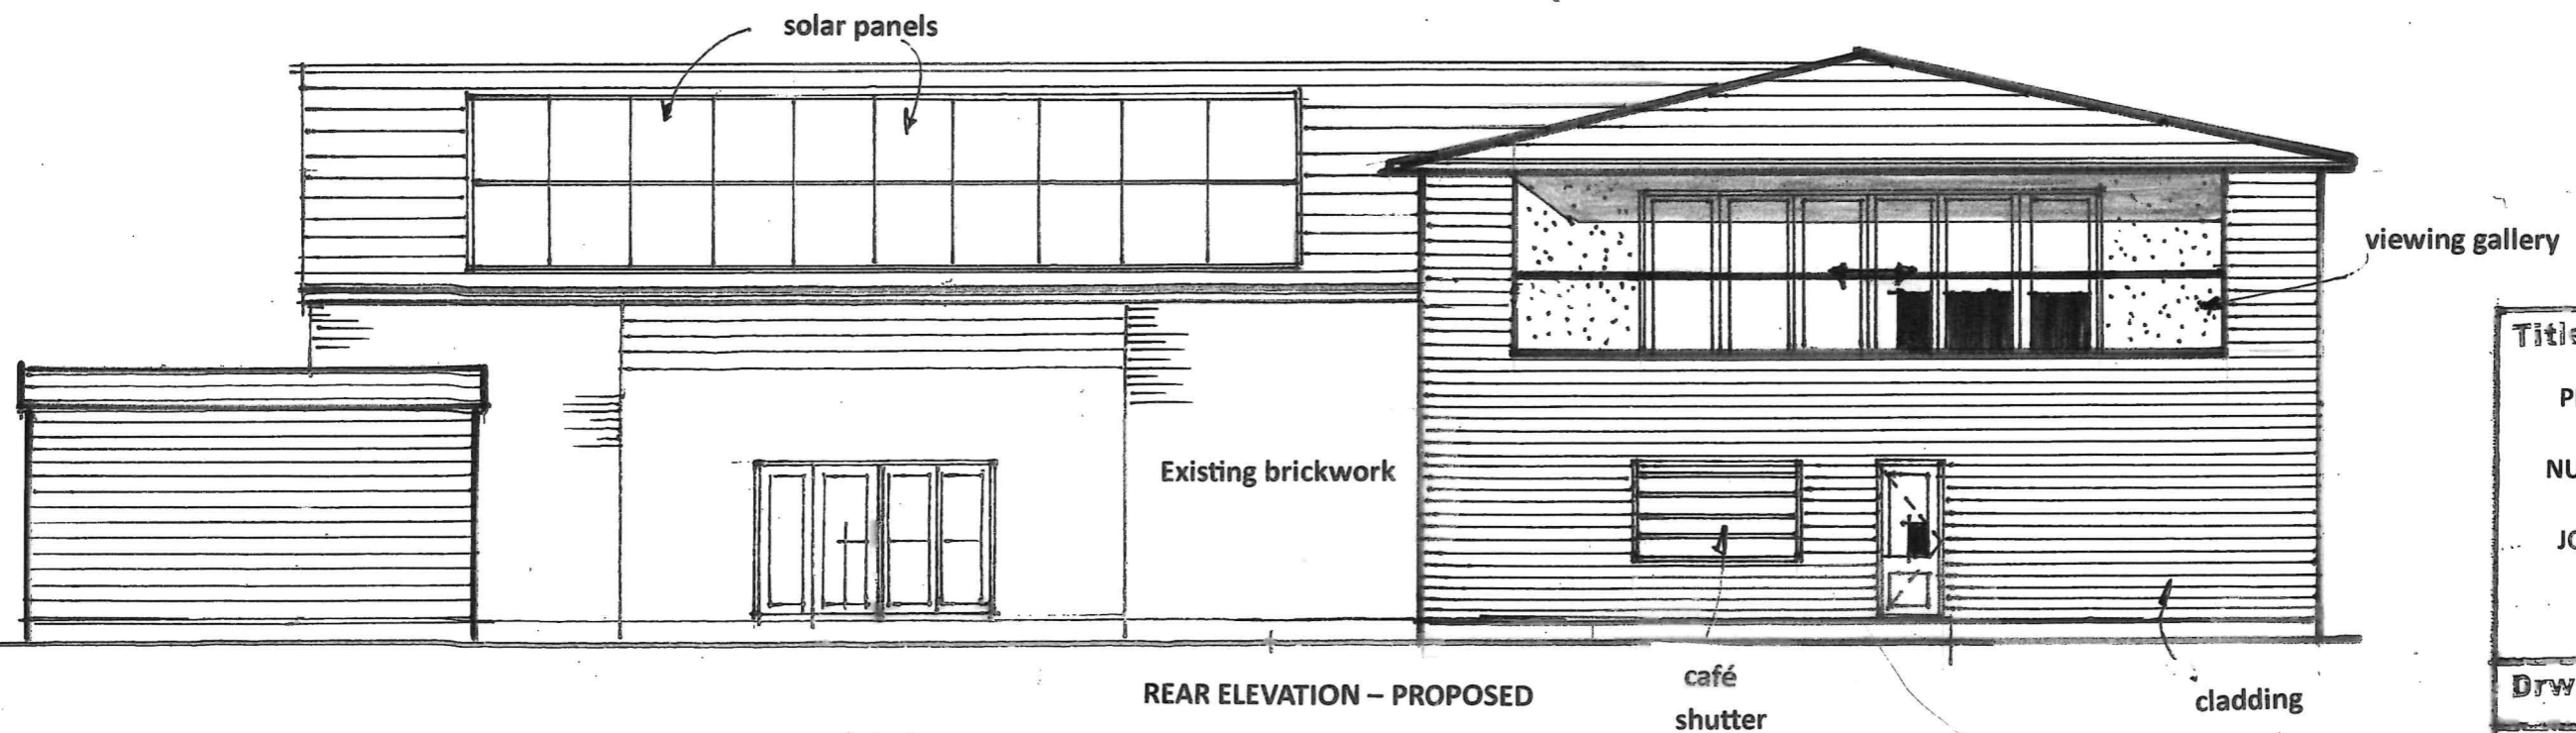 solar panels
viewing gallery
Existing brickwork
REAR ELEVATION – PROPOSED
café
shutter
cladding